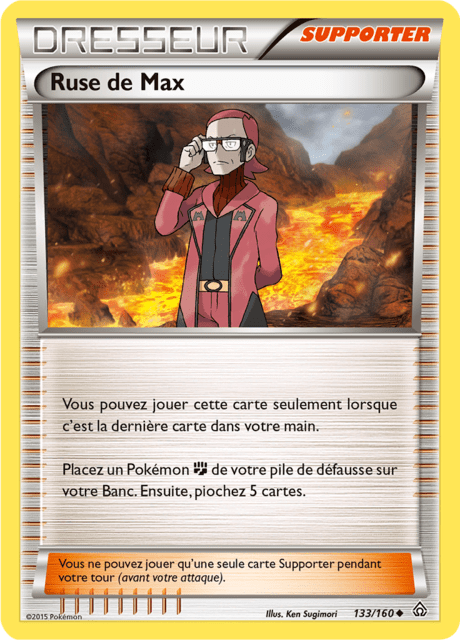 DRESSEUR SUPPORTER
Ruse de Max
Vous pouvez jouer cette carte seulement lorsque
c'est la dernière carte dans votre main.
Placez un Pokémon de votre pile de défausse sur
votre Banc. Ensuite, piochez 5 cartes.
Vous ne pouvez jouer qu'une seule carte Supporter pendant
votre tour (avant votre attaque).
©2015 Pokémon Illus. Ken Sugimori 133/160